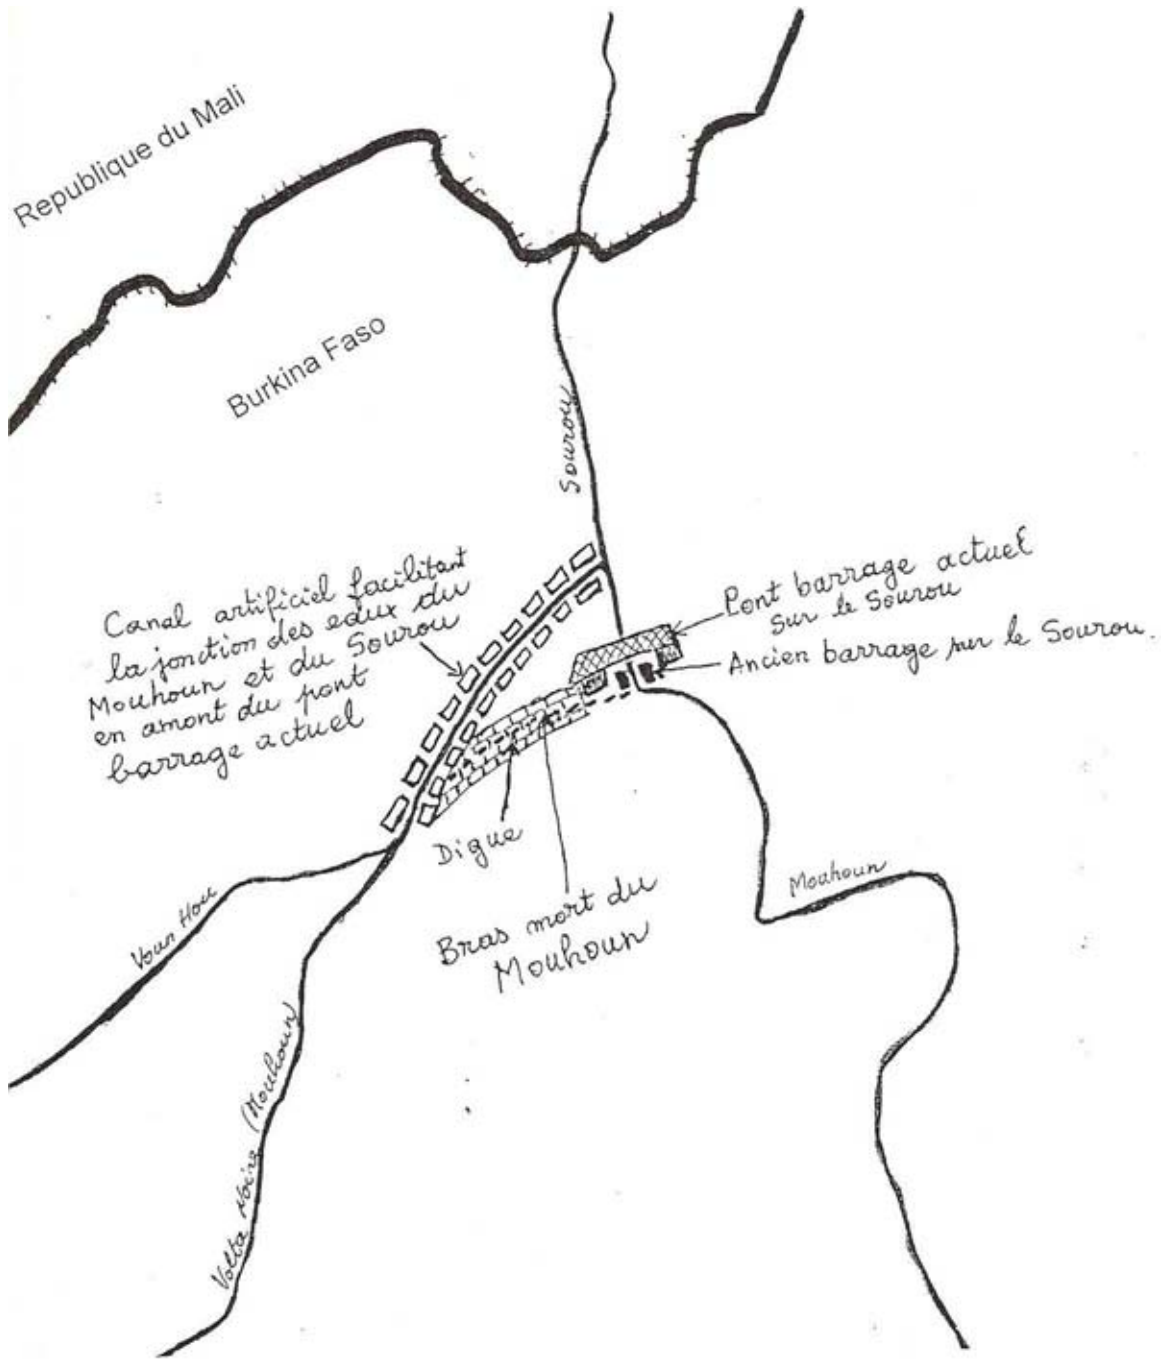 Republique du Mali
Burkina Faso
Sourou
Canal artificiel facilitant
la jonction des eaux du
Mouhoun et du Sourou
en amont du pont
barrage actuel
Pont barrage actuel
Sur le Sourou
Ancien barrage sur le Sourou.
Digue
Bras mort du
Mouhoun
Mouhoun
Voun Hou
Volta Noire (Mouhoun